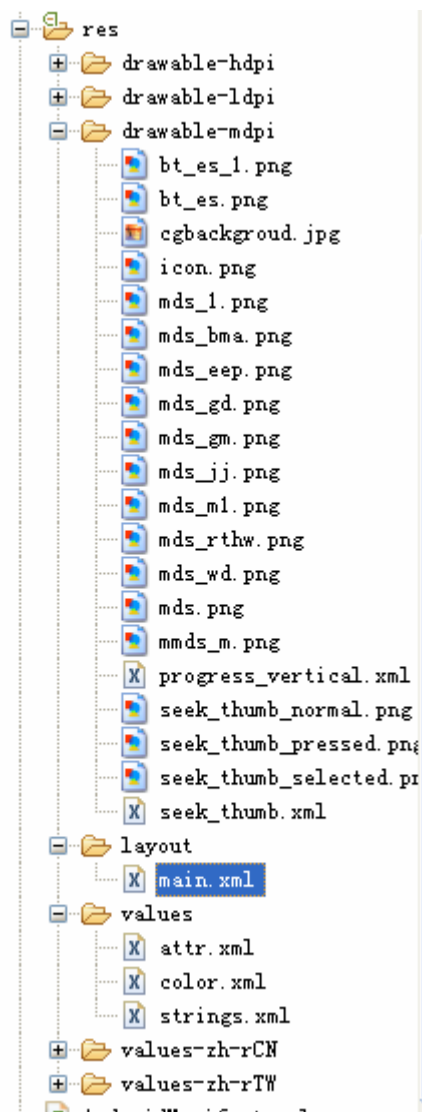 res
drawable-hdpi
drawable-ldpi
drawable-mdpi
bt_es_1.png
bt_es.png
cgbackgroud.jpg
icon.png
mds_1.png
mds_bma.png
mds_eep.png
mds_gd.png
mds_gm.png
mds_jj.png
mds_m1.png
mds_rthw.png
mds_wd.png
mds.png
mmds_m.png
progress_vertical.xml
seek_thumb_normal.png
seek_thumb_pressed.png
seek_thumb_selected.pr
seek_thumb.xml
layout
main.xml
values
attr.xml
color.xml
strings.xml
values-zh-rCN
values-zh-rTW